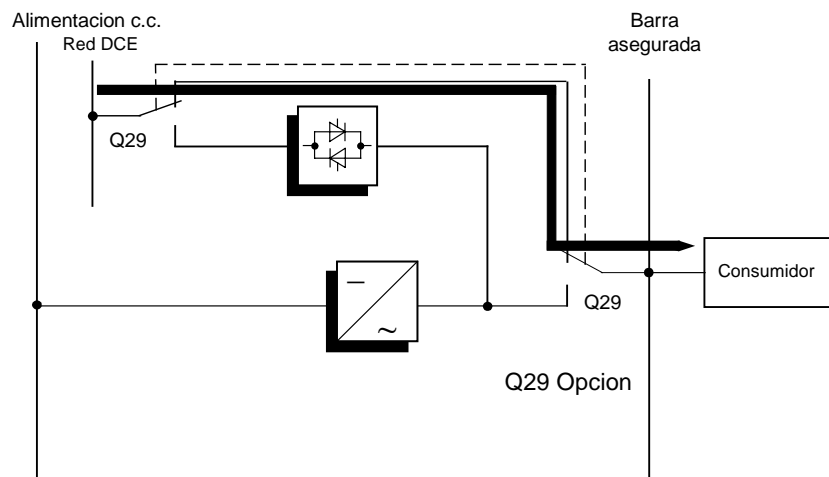 Alimentacion c.c.
Red DCE
Barra
asegurada
Q29
Consumidor
Q29
Q29 Opcion